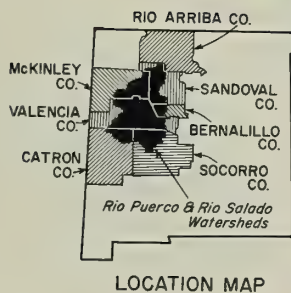 RIO ARRIBA
CO.
McKINLEY
CO.
VALENCIA
CO.
CATRON
CO.
SANDOVAL
CO.
BERNALILLO
CO.
SOCORRO
CO.
Rio Puerco & Rio Salado
Watersheds
LOCATION MAP